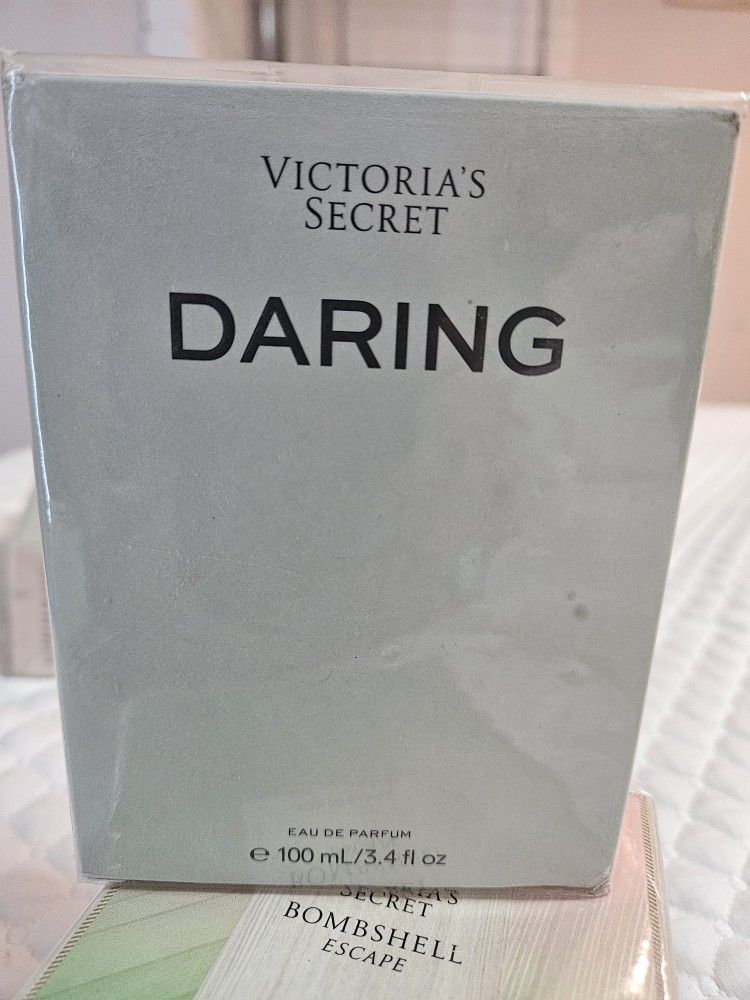 VICTORIA'S
SECRET
DARING
EAU DE PARFUM
℮ 100 mL/3.4 fl oz
SECRET
BOMBSHELL
ESCAPE